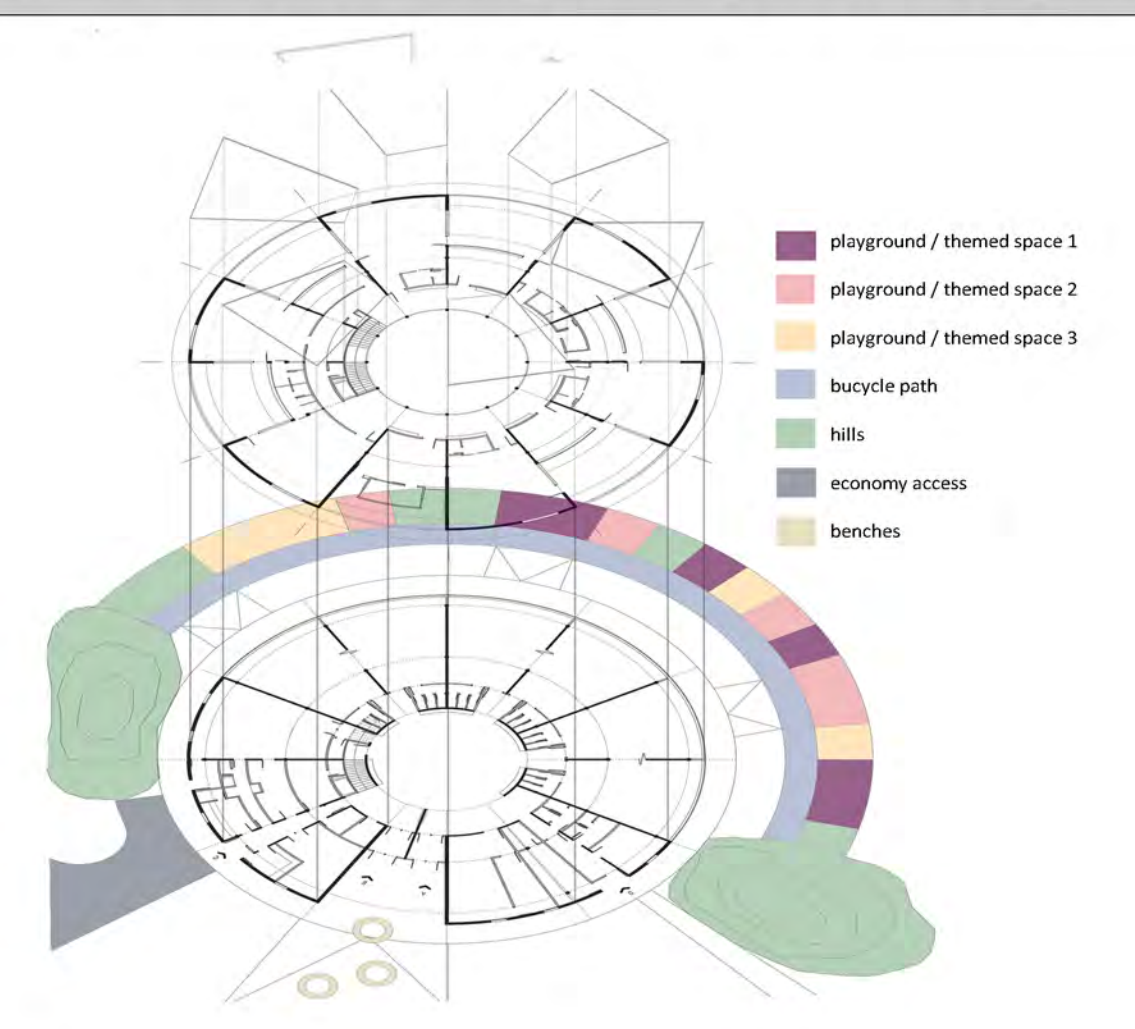 playground / themed space 1
playground / themed space 2
playground / themed space 3
bucycle path
hills
economy access
benches